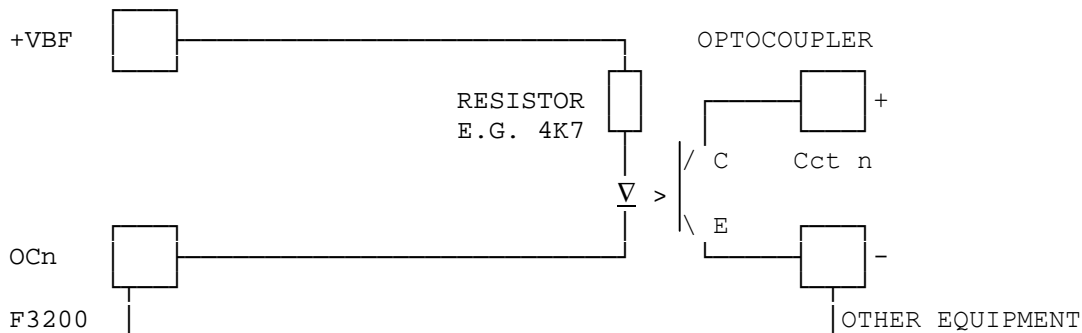 +VBF
OPTOCOUPLER
RESISTOR
E.G. 4K7
+
C
Cct n
>
E
OCn
-
F3200
OTHER EQUIPMENT